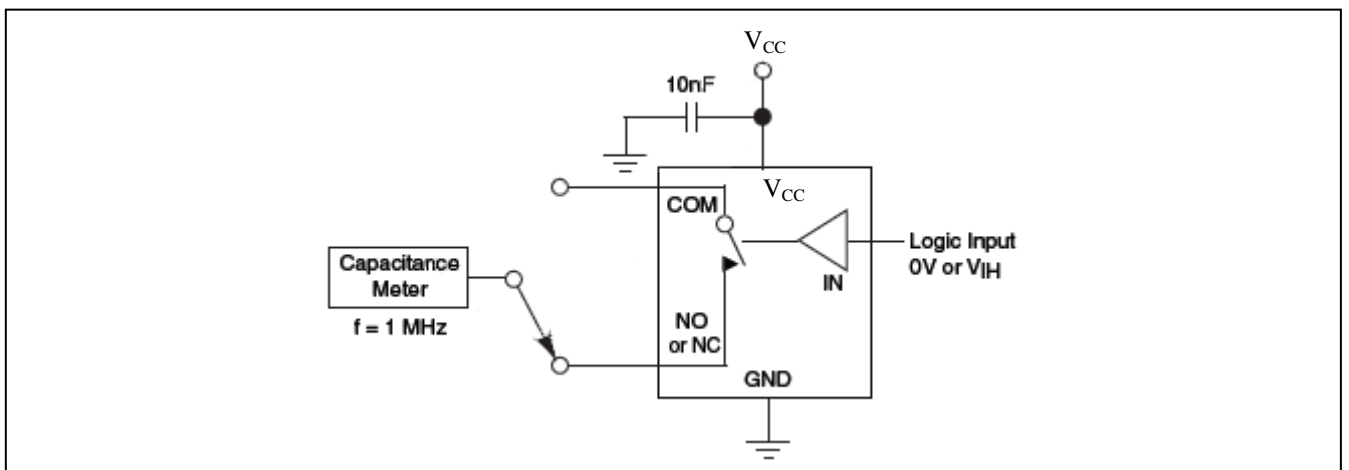 VCC
10nF
VCC
COM
Logic Input
0V or VIH
IN
Capacitance
Meter
f = 1 MHz
NO
or NC
GND